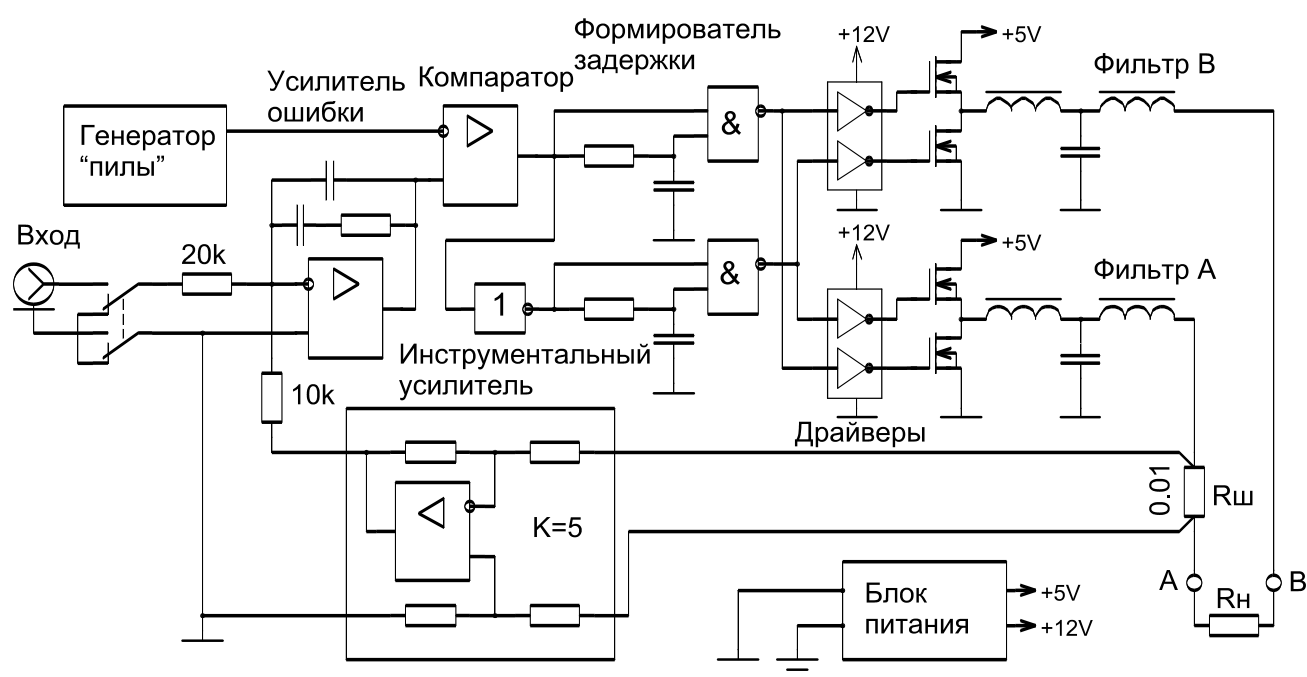 Формирователь
задержки
+12V
+5V
Фильтр B
Усилитель
ошибки
Компаратор
Генератор
“пилы”
&
Вход
20k
+12V
+5V
Фильтр A
&
1
10k
Инструментальный
усилитель
Драйверы
K=5
0.01
Rш
A
B
Rн
Блок
питания
+5V
+12V